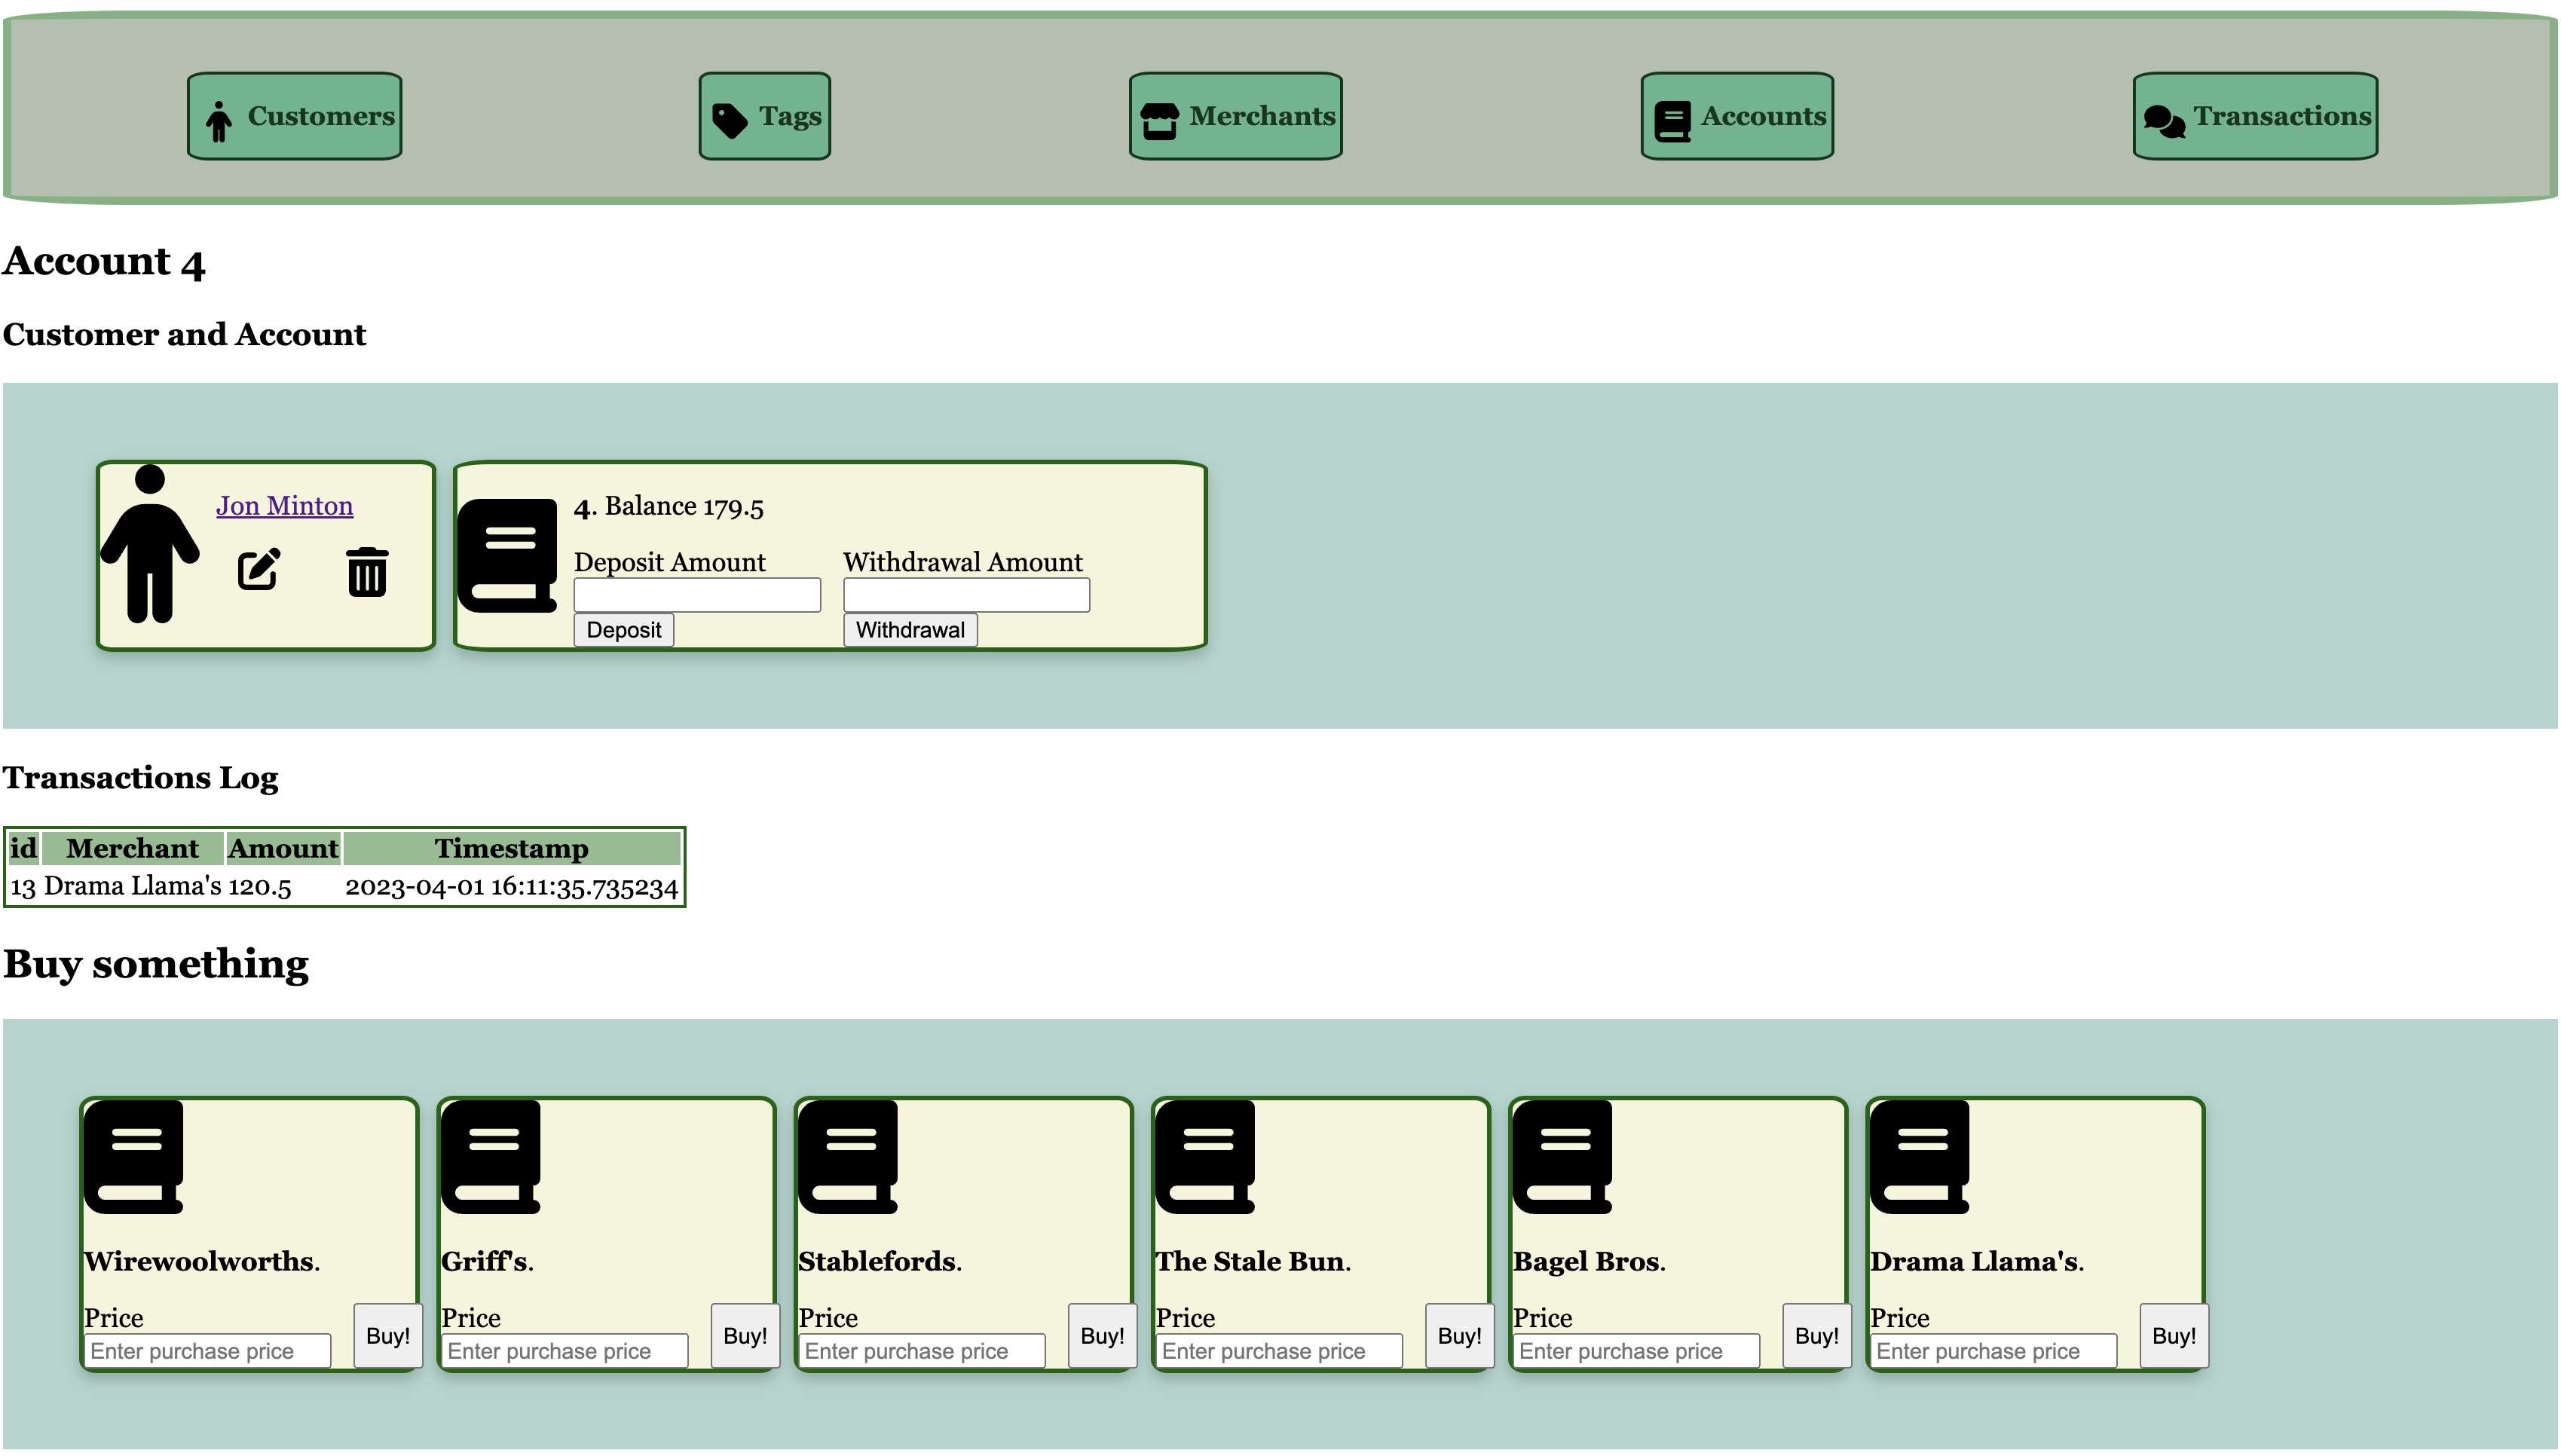 Customers Tags Merchants Accounts Transactions
Account 4
Customer and Account
Jon Minton
4. Balance 179.5
Deposit Amount Withdrawal Amount
Deposit Withdrawal
Transactions Log
id Merchant Amount Timestamp
13 Drama Llama's 120.5 2023-04-01 16:11:35.735234
Buy something
Wirewoolworths. Griff's. Stablefords. The Stale Bun. Bagel Bros. Drama Llama's.
Price Buy! Price Buy! Price Buy! Price Buy! Price Buy! Price Buy!
Enter purchase price Enter purchase price Enter purchase price Enter purchase price Enter purchase price Enter purchase price